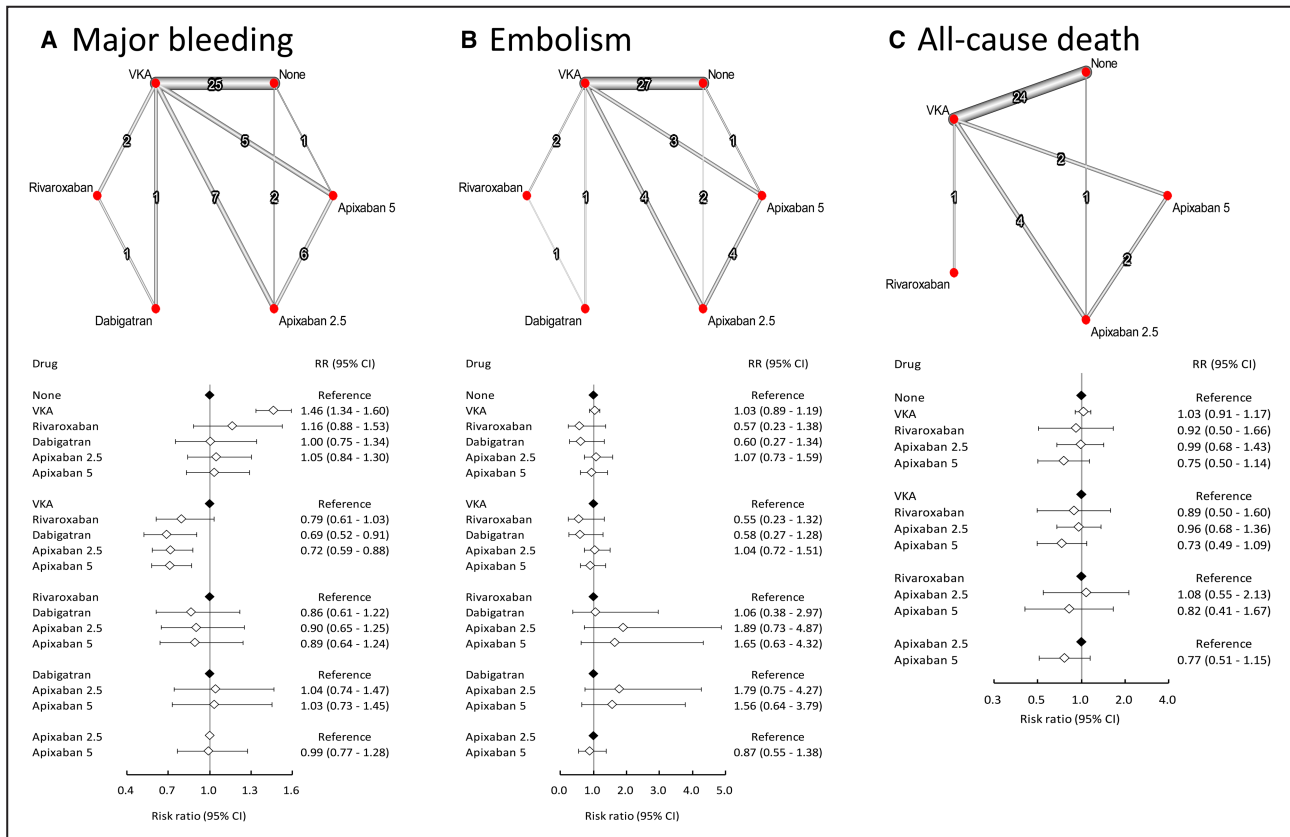 A Major bleeding
VKA
None
25
2
5
1
Rivaroxaban
1
7
2
Apixaban 5
1
6
Dabigatran
Apixaban 2.5
Drug RR (95% CI)
None Reference
VKA 1.46 (1.34 - 1.60)
Rivaroxaban 1.16 (0.88 - 1.53)
Dabigatran 1.00 (0.75 - 1.34)
Apixaban 2.5 1.05 (0.84 - 1.30)
Apixaban 5
VKA Reference
Rivaroxaban 0.79 (0.61 - 1.03)
Dabigatran 0.69 (0.52 - 0.91)
Apixaban 2.5 0.72 (0.59 - 0.88)
Apixaban 5
Rivaroxaban Reference
Dabigatran 0.86 (0.61 - 1.22)
Apixaban 2.5 0.90 (0.65 - 1.25)
Apixaban 5 0.89 (0.64 - 1.24)
Dabigatran Reference
Apixaban 2.5 1.04 (0.74 - 1.47)
Apixaban 5 1.03 (0.73 - 1.45)
Apixaban 2.5 Reference
Apixaban 5 0.99 (0.77 - 1.28)
0.4 0.7 1.0 1.3 1.6
Risk ratio (95% CI)
B Embolism
VKA
None
27
2
3
1
Rivaroxaban
1
4
2
Apixaban 5
1
4
Dabigatran
Apixaban 2.5
Drug RR (95% CI)
None Reference
VKA 1.03 (0.89 - 1.19)
Rivaroxaban 0.57 (0.23 - 1.38)
Dabigatran 0.60 (0.27 - 1.34)
Apixaban 2.5 1.07 (0.73 - 1.59)
Apixaban 5
VKA Reference
Rivaroxaban 0.55 (0.23 - 1.32)
Dabigatran 0.58 (0.27 - 1.28)
Apixaban 2.5 1.04 (0.72 - 1.51)
Apixaban 5
Rivaroxaban Reference
Dabigatran 1.06 (0.38 - 2.97)
Apixaban 2.5 1.89 (0.73 - 4.87)
Apixaban 5 1.65 (0.63 - 4.32)
Dabigatran Reference
Apixaban 2.5 1.79 (0.75 - 4.27)
Apixaban 5 1.56 (0.64 - 3.79)
Apixaban 2.5 Reference
Apixaban 5 0.87 (0.55 - 1.38)
0.0 1.0 2.0 3.0 4.0 5.0
Risk ratio (95% CI)
C All-cause death
None
24
VKA
2
1
1
Apixaban 5
4
2
Rivaroxaban
Apixaban 2.5
Drug RR (95% CI)
None Reference
VKA 1.03 (0.91 - 1.17)
Rivaroxaban 0.92 (0.50 - 1.66)
Apixaban 2.5 0.99 (0.68 - 1.43)
Apixaban 5 0.75 (0.50 - 1.14)
VKA Reference
Rivaroxaban 0.89 (0.50 - 1.60)
Apixaban 2.5 0.96 (0.68 - 1.36)
Apixaban 5 0.73 (0.49 - 1.09)
Rivaroxaban Reference
Apixaban 2.5 1.08 (0.55 - 2.13)
Apixaban 5 0.82 (0.41 - 1.67)
Apixaban 2.5 Reference
Apixaban 5 0.77 (0.51 - 1.15)
0.3 0.5 1.0 2.0 4.0
Risk ratio (95% CI)